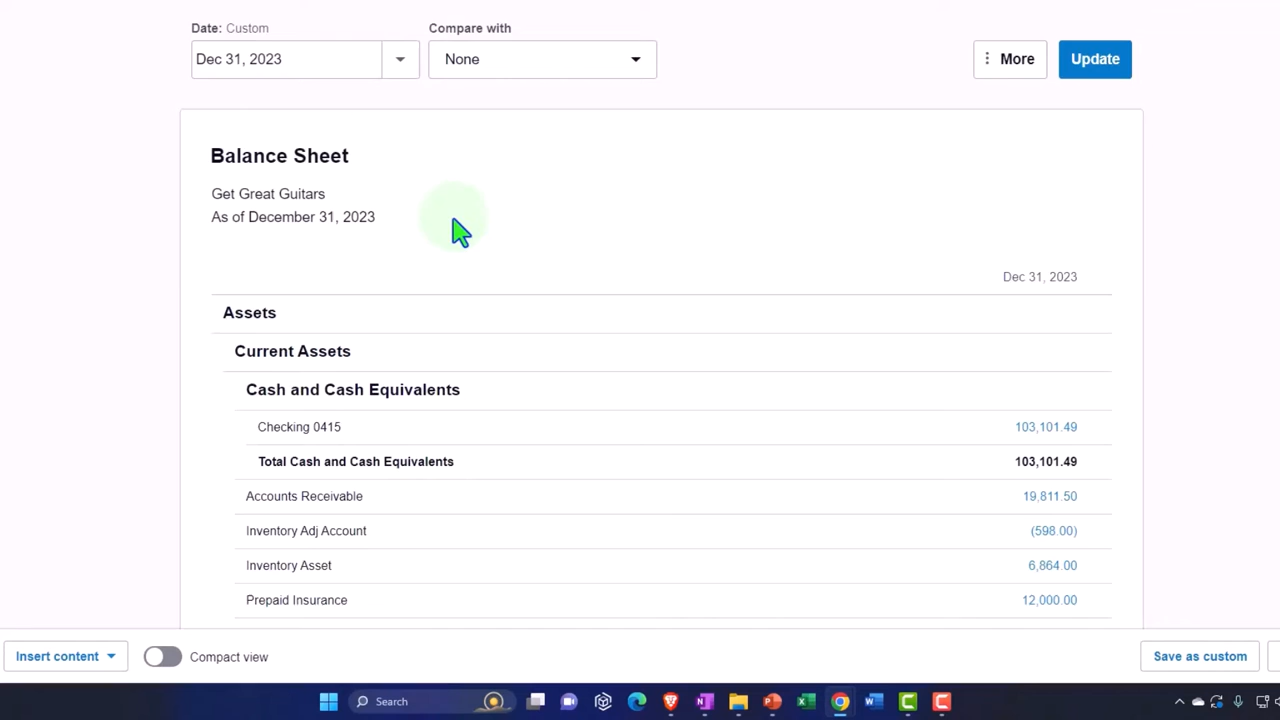 Date: Custom
Compare with
Dec 31, 2023
None
More
Update
Balance Sheet
Get Great Guitars
As of December 31, 2023
Dec 31, 2023
Assets
Current Assets
Cash and Cash Equivalents
Checking 0415 103,101.49
Total Cash and Cash Equivalents 103,101.49
Accounts Receivable 19,811.50
Inventory Adj Account (598.00)
Inventory Asset 6,864.00
Prepaid Insurance 12,000.00
Insert content
Compact view
Save as custom
Search